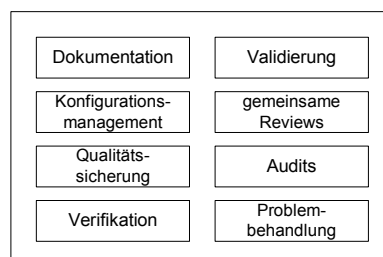 Dokumentation
Validierung
Konfigurations-
management
gemeinsame
Reviews
Qualitäts-
sicherung
Audits
Verifikation
Problem-
behandlung